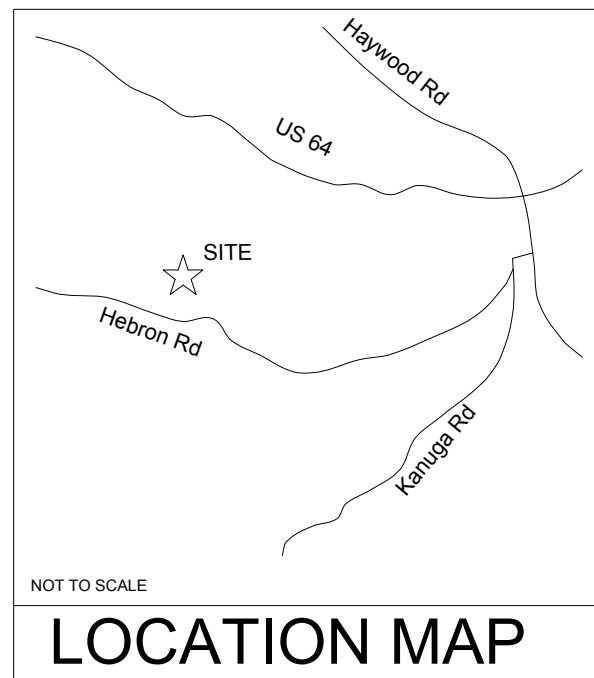 Haywood Rd
US 64
SITE
Hebron Rd
Kanuga Rd
NOT TO SCALE
LOCATION MAP